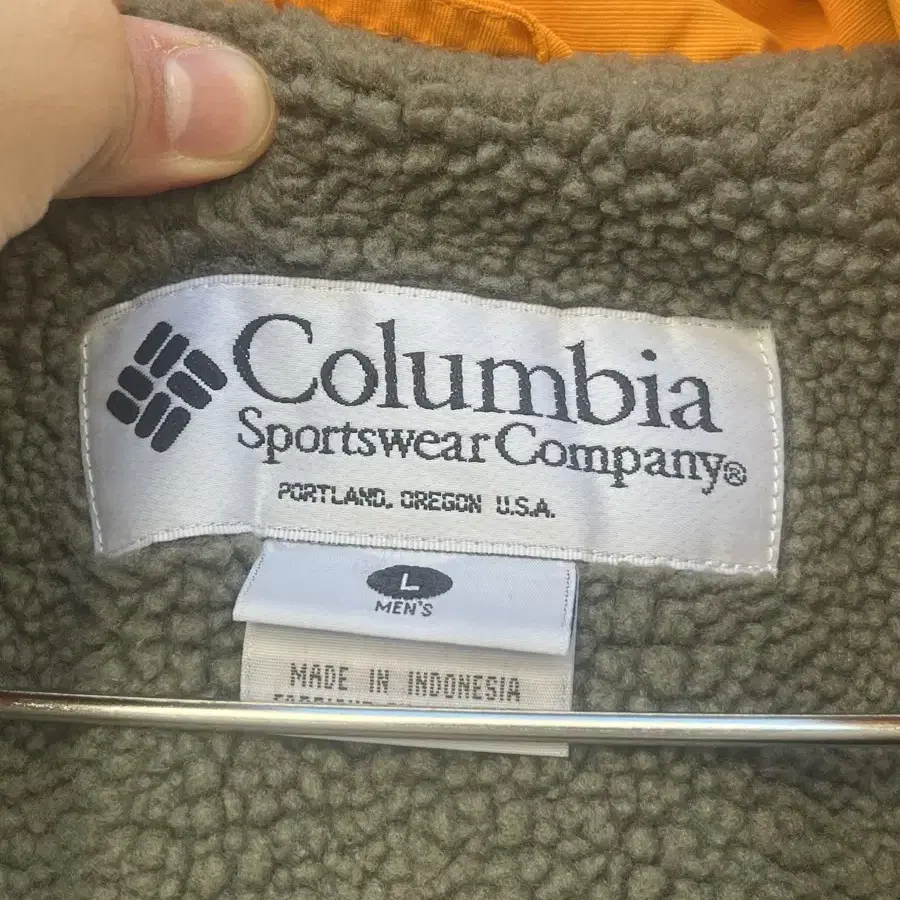 Columbia
Sportswear Company®
PORTLAND, OREGON U.S.A.
L
MEN'S
MADE IN INDONESIA